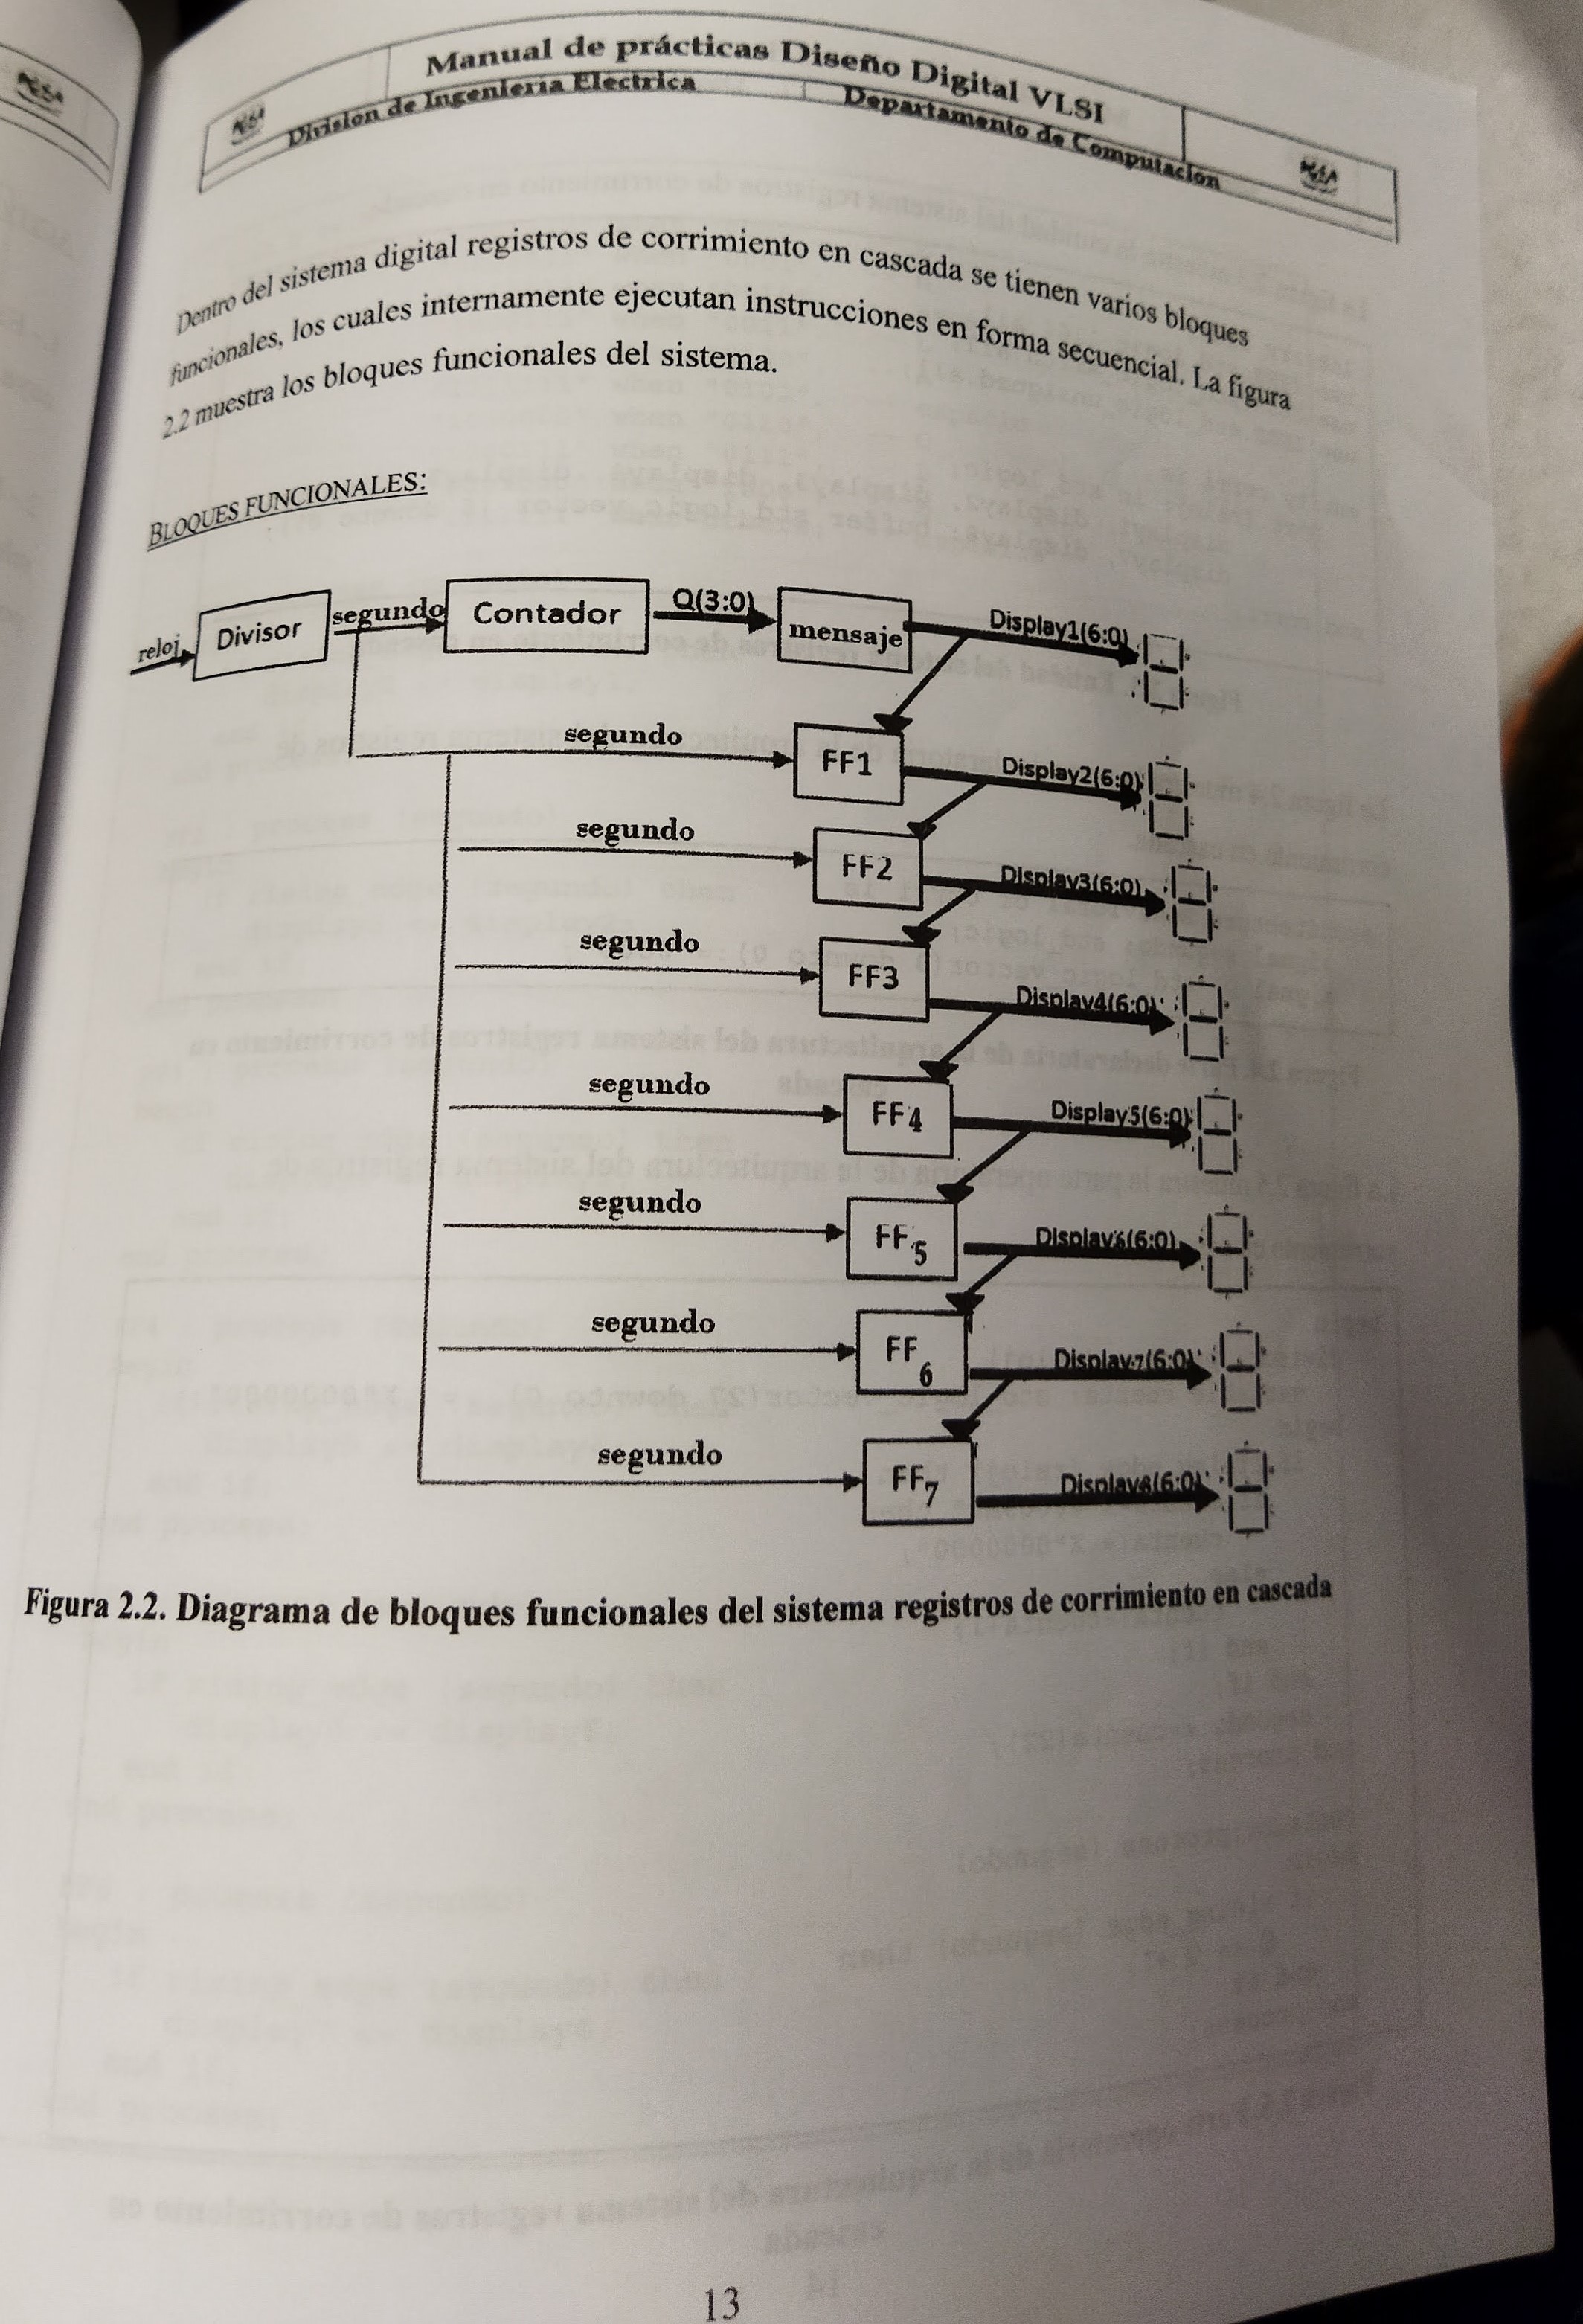 Manual de prácticas Diseño Digital VLSI
División de Ingeniería Eléctrica
Departamento de Computación
Dentro del sistema digital registros de corrimiento en cascada se tienen varios bloques
funcionales, los cuales internamente ejecutan instrucciones en forma secuencial. La figura
2.2 muestra los bloques funcionales del sistema.
BLOQUES FUNCIONALES:
reloj
Divisor
segundo
Contador
Q(3:0)
mensaje
Display1(6:0)
segundo
FF1
Display2(6:0)
segundo
FF2
Display3(6:0)
segundo
FF3
Display4(6:0)
segundo
FF4
Display5(6:0)
segundo
FF5
Display6(6:0)
segundo
FF6
Display7(6:0)
segundo
FF7
Display8(6:0)
Figura 2.2. Diagrama de bloques funcionales del sistema registros de corrimiento en cascada
13